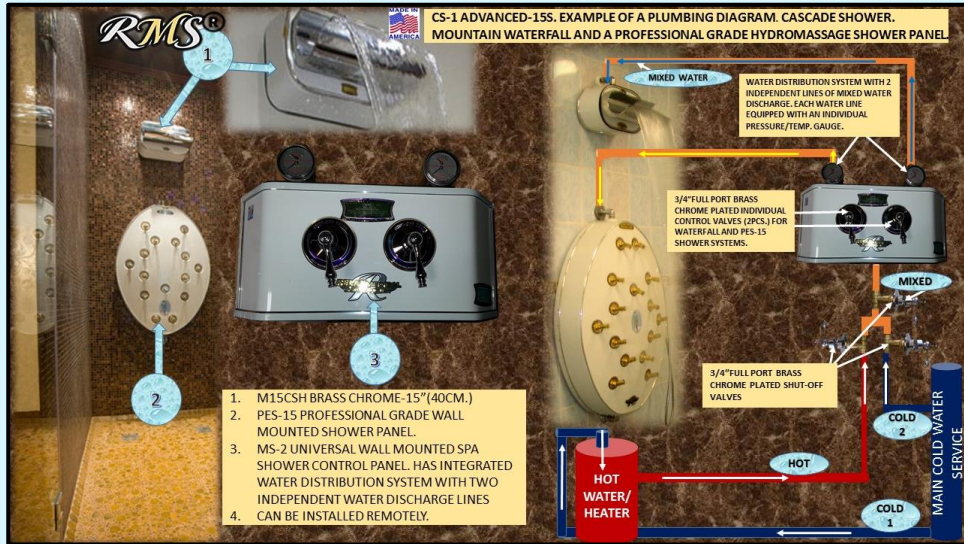 RMS®
MADE IN
AMERICA
CS-1 ADVANCED-15S. EXAMPLE OF A PLUMBING DIAGRAM. CASCADE SHOWER.
MOUNTAIN WATERFALL AND A PROFESSIONAL GRADE HYDROMASSAGE SHOWER PANEL.
1
MIXED WATER
WATER DISTRIBUTION SYSTEM WITH 2
INDEPENDENT LINES OF MIXED WATER
DISCHARGE. EACH WATER LINE
EQUIPPED WITH AN INDIVIDUAL
PRESSURE/TEMP. GAUGE.
3/4"FULL PORT BRASS
CHROME PLATED INDIVIDUAL
CONTROL VALVES (2PCS.) FOR
WATERFALL AND PES-15
SHOWER SYSTEMS.
MIXED
3
2
3/4"FULL PORT BRASS
CHROME PLATED SHUT-OFF
VALVES
1. M15CSH BRASS CHROME-15"(40CM.)
2. PES-15 PROFESSIONAL GRADE WALL
MOUNTED SHOWER PANEL.
3. MS-2 UNIVERSAL WALL MOUNTED SPA
SHOWER CONTROL PANEL. HAS INTEGRATED
WATER DISTRIBUTION SYSTEM WITH TWO
INDEPENDENT WATER DISCHARGE LINES
4. CAN BE INSTALLED REMOTELY.
COLD
2
HOT
HOT
WATER/
HEATER
COLD
1
MAIN COLD WATER
SERVICE